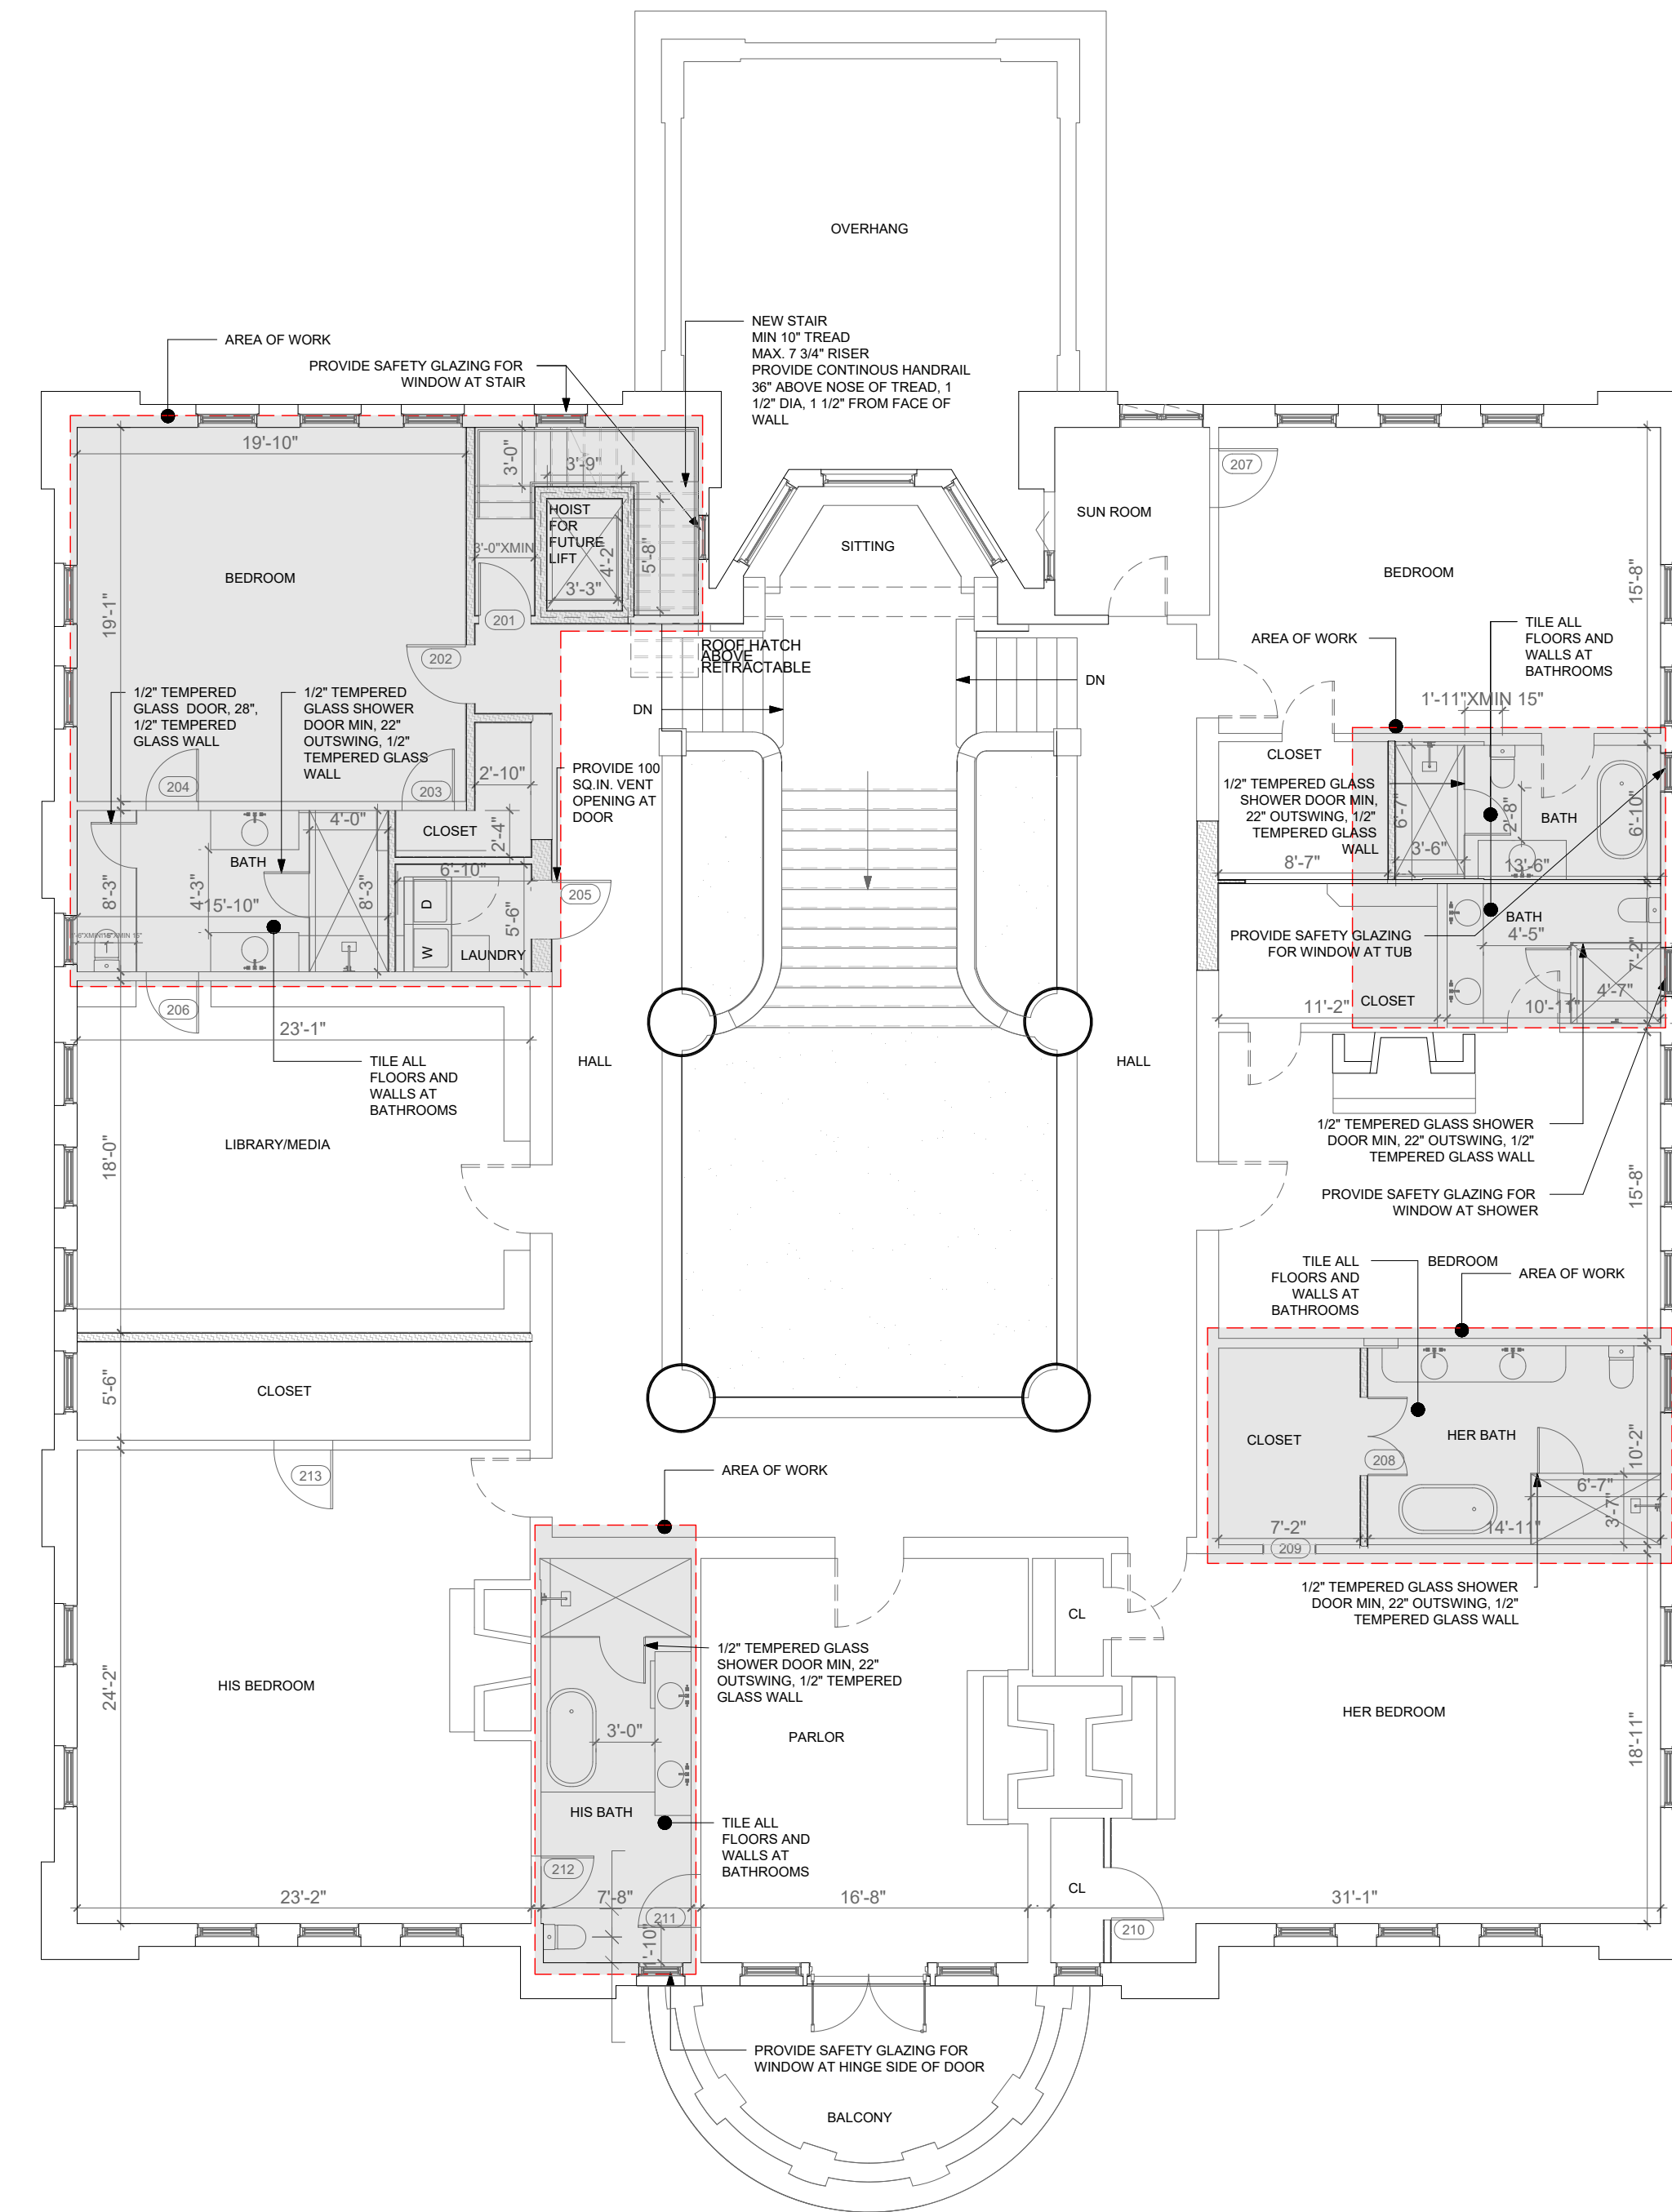 OVERHANG
NEW STAIR
MIN 10" TREAD
MAX. 7 3/4" RISER
PROVIDE CONTINOUS HANDRAIL
36" ABOVE NOSE OF TREAD, 1
1/2" DIA, 1 1/2" FROM FACE OF
WALL
AREA OF WORK
PROVIDE SAFETY GLAZING FOR
WINDOW AT STAIR
19'-10"
3'-0"
3'-9"
HOIST
FOR
FUTURE
LIFT
3'-0"XMIN
4'-2"
5'-8"
3'-3"
BEDROOM
19'-1"
201
202
SITTING
SUN ROOM
207
BEDROOM
15'-8"
ROOF HATCH
ABOVE
RETRACTABLE
DN
DN
AREA OF WORK
TILE ALL
FLOORS AND
WALLS AT
BATHROOMS
1'-11"XMIN 15"
1/2" TEMPERED
GLASS DOOR, 28",
1/2" TEMPERED
GLASS WALL
1/2" TEMPERED
GLASS SHOWER
DOOR MIN, 22"
OUTSWING, 1/2"
TEMPERED GLASS
WALL
204
203
2'-10"
PROVIDE 100
SQ.IN. VENT
OPENING AT
DOOR
CLOSET
2'-4"
4'-0"
BATH
8'-3"
4'-3"
15'-10"
8'-3"
6'-10"
D
W
5'-6"
LAUNDRY
205
206
23'-1"
TILE ALL
FLOORS AND
WALLS AT
BATHROOMS
LIBRARY/MEDIA
18'-0"
HALL
HALL
CLOSET
1/2" TEMPERED GLASS
SHOWER DOOR MIN,
22" OUTSWING, 1/2"
TEMPERED GLASS
WALL
6'-7"
3'-6"
2'-8"
BATH
6'-10"
8'-7"
13'-6"
BATH
4'-5"
PROVIDE SAFETY GLAZING
FOR WINDOW AT TUB
7'-2"
4'-7"
CLOSET
11'-2"
10'-11"
1/2" TEMPERED GLASS SHOWER
DOOR MIN, 22" OUTSWING, 1/2"
TEMPERED GLASS WALL
PROVIDE SAFETY GLAZING FOR
WINDOW AT SHOWER
15'-8"
TILE ALL
FLOORS AND
WALLS AT
BATHROOMS
BEDROOM
AREA OF WORK
5'-6"
CLOSET
213
CLOSET
HER BATH
208
10'-2"
6'-7"
3'-7"
7'-2"
14'-11"
209
1/2" TEMPERED GLASS SHOWER
DOOR MIN, 22" OUTSWING, 1/2"
TEMPERED GLASS WALL
AREA OF WORK
CL
1/2" TEMPERED GLASS
SHOWER DOOR MIN, 22"
OUTSWING, 1/2" TEMPERED
GLASS WALL
HIS BEDROOM
24'-2"
3'-0"
PARLOR
HER BEDROOM
18'-11"
HIS BATH
TILE ALL
FLOORS AND
WALLS AT
BATHROOMS
212
23'-2"
7'-8"
211
1'-10"
16'-8"
CL
31'-1"
210
PROVIDE SAFETY GLAZING FOR
WINDOW AT HINGE SIDE OF DOOR
BALCONY